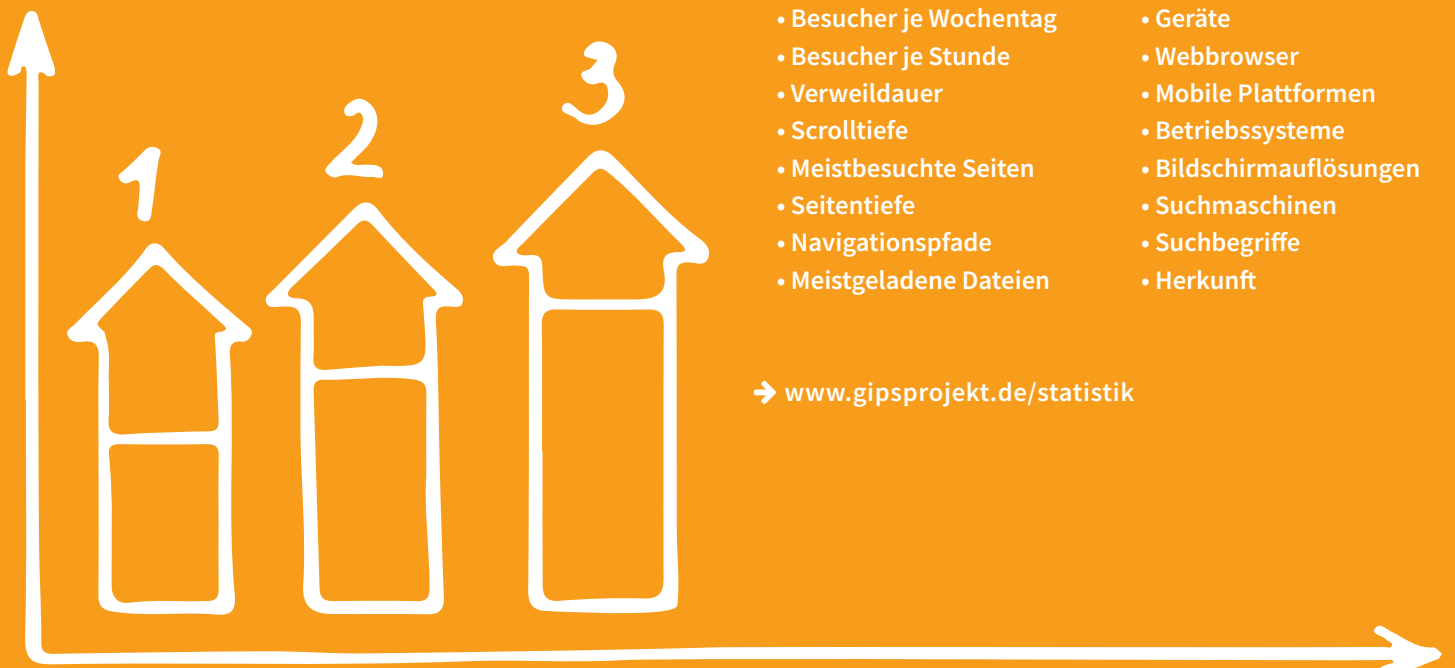 1
2
3
• Besucher je Wochentag
• Besucher je Stunde
• Verweildauer
• Scrolltiefe
• Meistbesuchte Seiten
• Seitentiefe
• Navigationspfade
• Meistgeladene Dateien
• Geräte
• Webbrowser
• Mobile Plattformen
• Betriebssysteme
• Bildschirmauflösungen
• Suchmaschinen
• Suchbegriffe
• Herkunft
➔ www.gipsprojekt.de/statistik